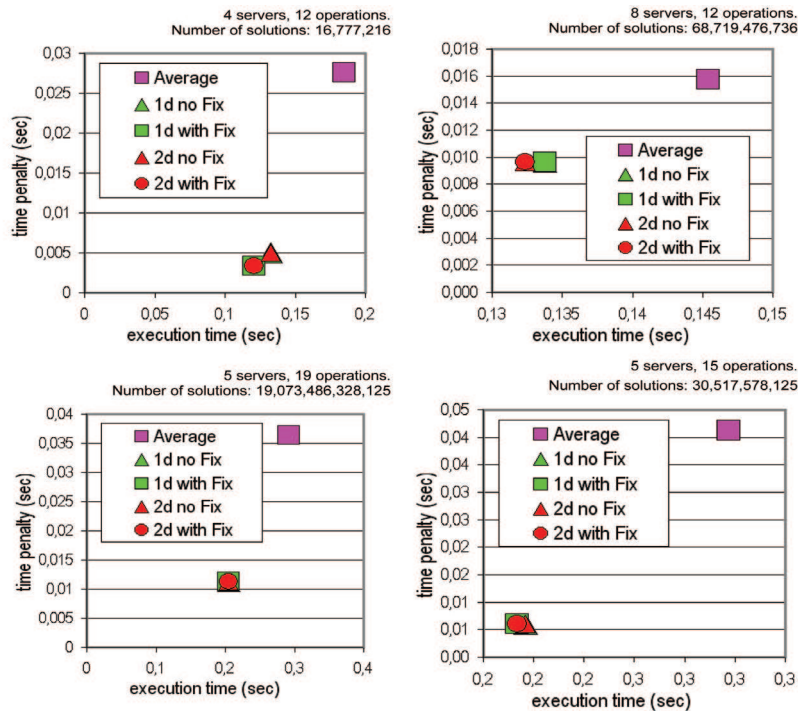 4 servers, 12 operations.
Number of solutions: 16,777,216
0,03
0,025
0,02
0,015
0,01
0,005
0
time penalty (sec)
Average
1d no Fix
1d with Fix
2d no Fix
2d with Fix
0
0,05
0,1
0,15
0,2
execution time (sec)
8 servers, 12 operations.
Number of solutions: 68,719,476,736
0,018
0,016
0,014
0,012
0,010
0,008
0,006
0,004
0,002
0,000
time penalty (sec)
Average
1d no Fix
1d with Fix
2d no Fix
2d with Fix
0,13
0,135
0,14
0,145
0,15
execution time (sec)
5 servers, 19 operations.
Number of solutions: 19,073,486,328,125
0,04
0,035
0,03
0,025
0,02
0,015
0,01
0,005
0
time penalty (sec)
Average
1d no Fix
1d with Fix
2d no Fix
2d with Fix
0
0,1
0,2
0,3
0,4
execution time (sec)
5 servers, 15 operations.
Number of solutions: 30,517,578,125
0,05
0,04
0,04
0,03
0,03
0,02
0,02
0,01
0,01
0,00
time penalty (sec)
Average
1d no Fix
1d with Fix
2d no Fix
2d with Fix
0,2
0,2
0,2
0,3
0,3
0,3
0,3
execution time (sec)